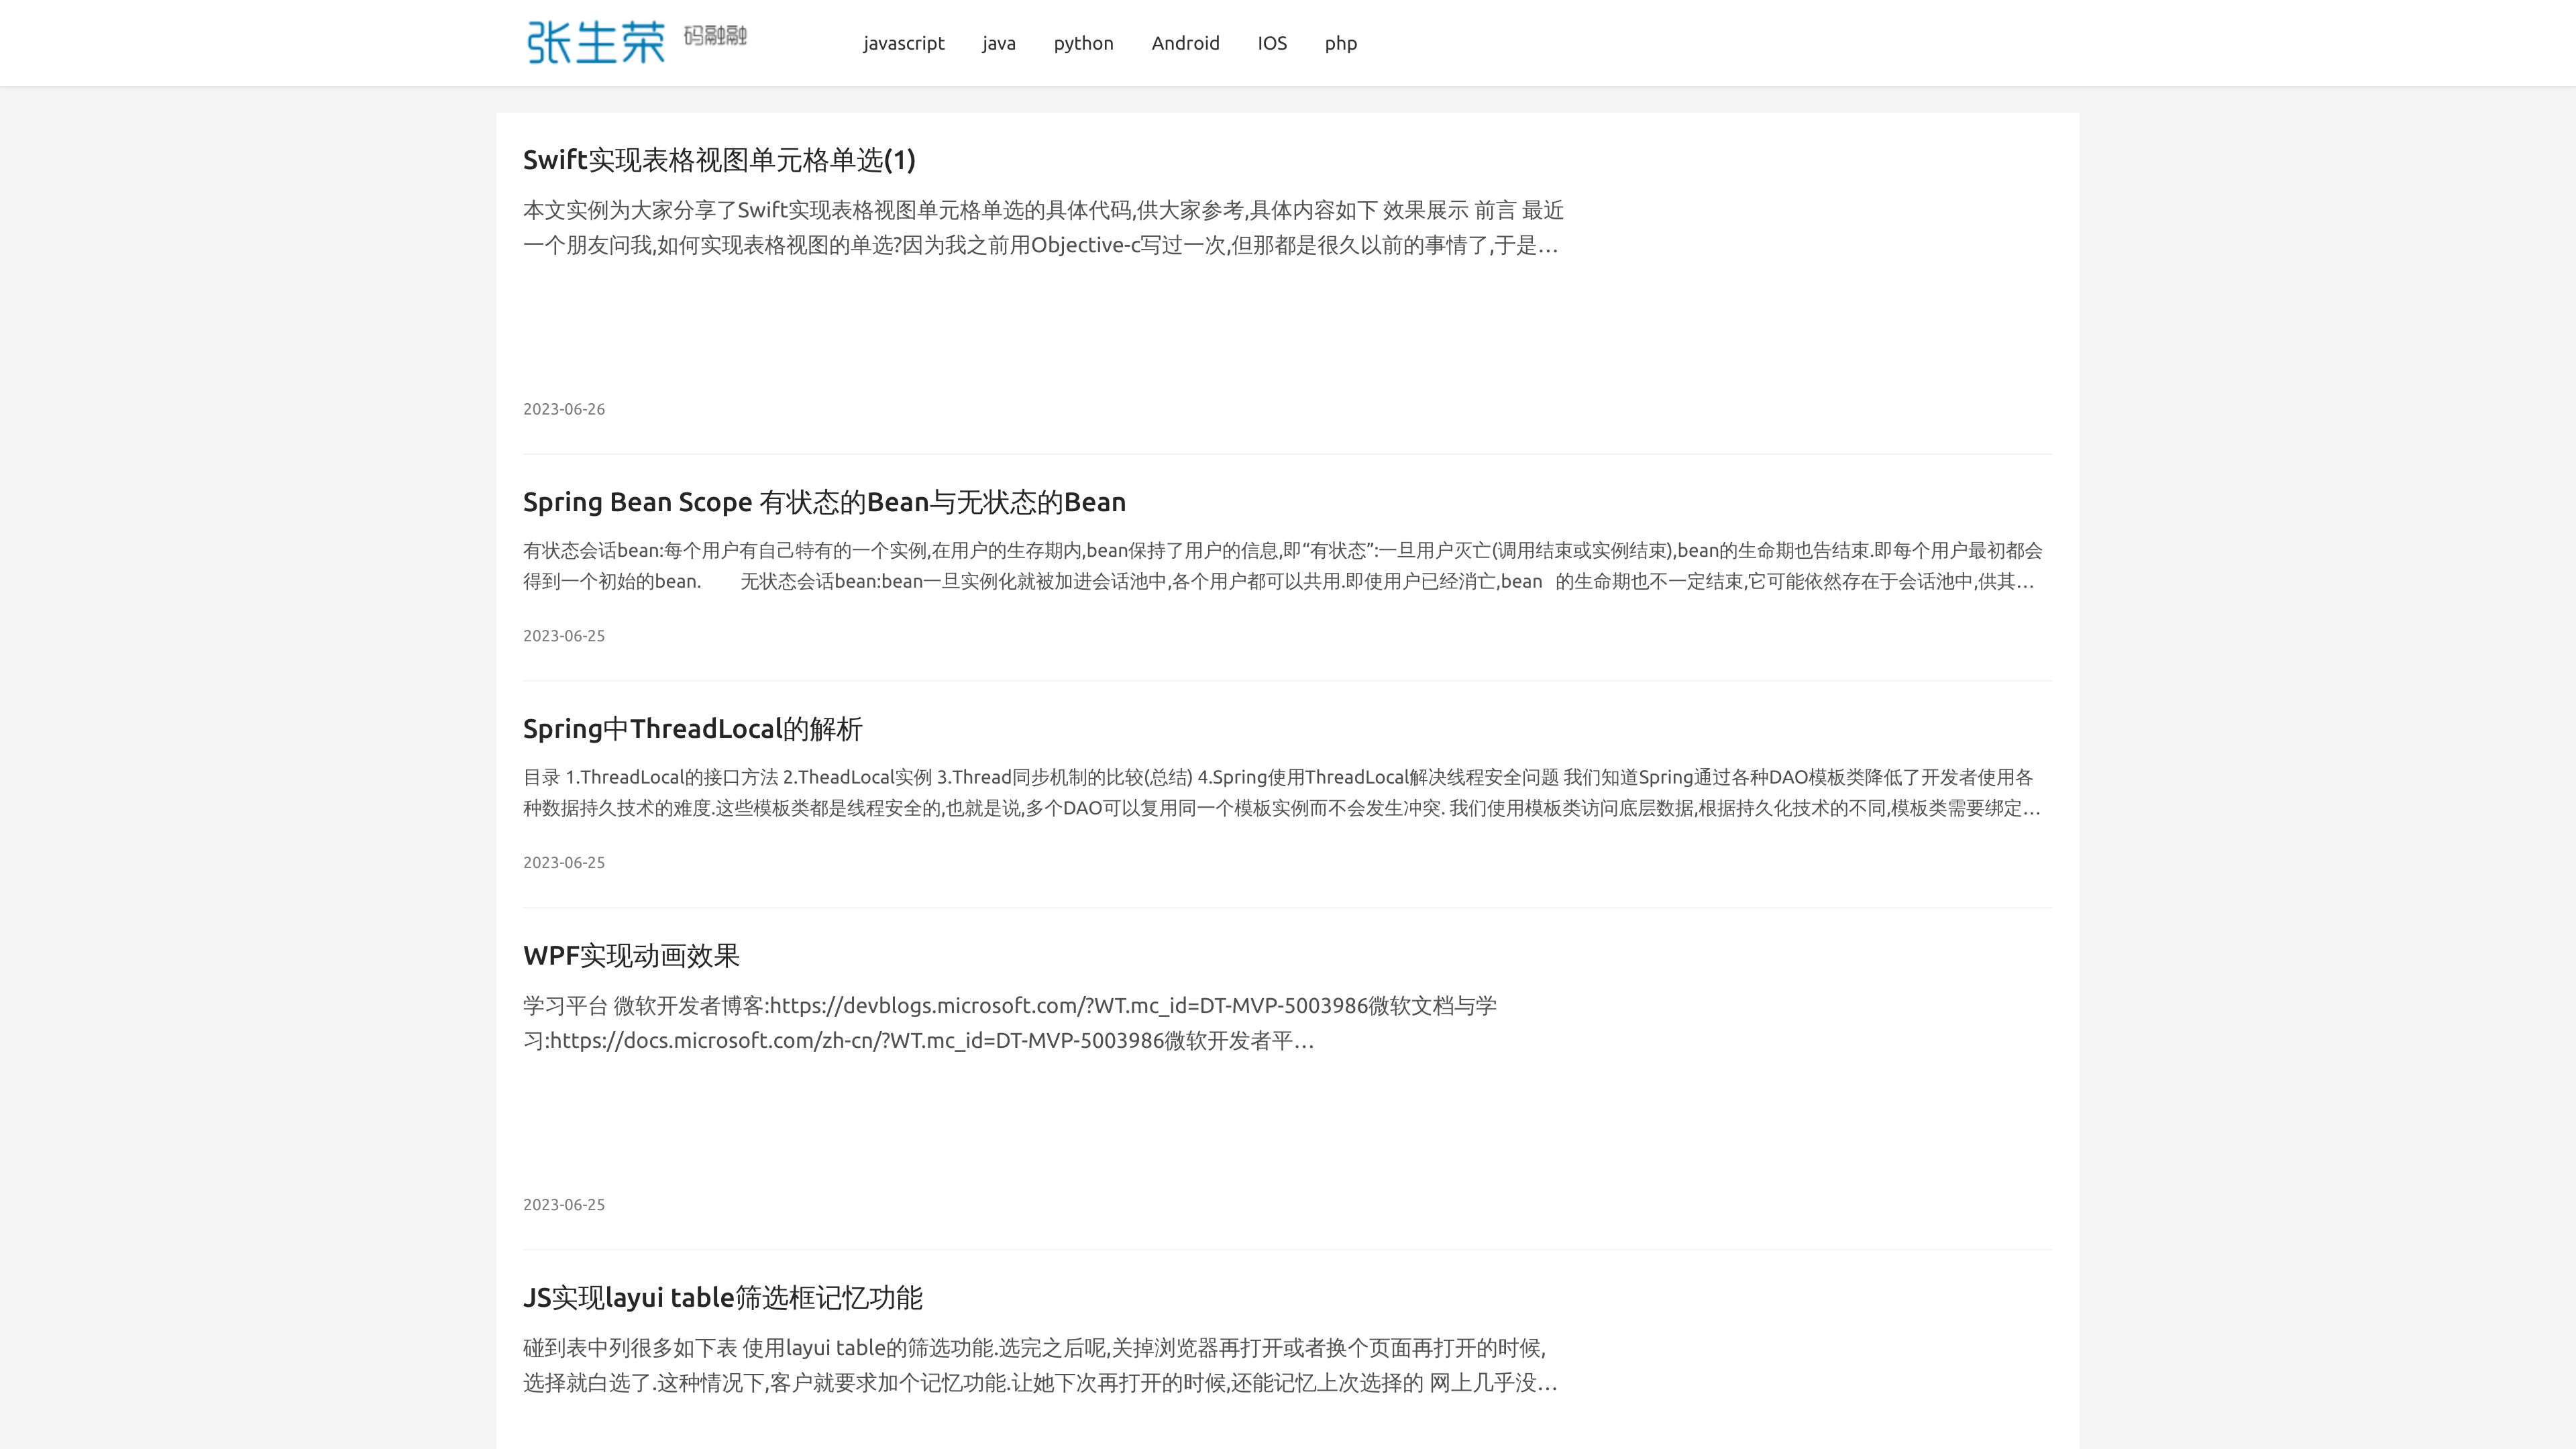 张生荣 码融融
javascript java python Android IOS php
Swift实现表格视图单元格单选(1)
本文实例为大家分享了Swift实现表格视图单元格单选的具体代码,供大家参考,具体内容如下 效果展示 前言 最近
一个朋友问我,如何实现表格视图的单选?因为我之前用Objective-c写过一次,但那都是很久以前的事情了,于是…
2023-06-26
Spring Bean Scope 有状态的Bean与无状态的Bean
有状态会话bean:每个用户有自己特有的一个实例,在用户的生存期内,bean保持了用户的信息,即“有状态”:一旦用户灭亡(调用结束或实例结束),bean的生命期也告结束.即每个用户最初都会
得到一个初始的bean. 无状态会话bean:bean一旦实例化就被加进会话池中,各个用户都可以共用.即使用户已经消亡,bean 的生命期也不一定结束,它可能依然存在于会话池中,供其…
2023-06-25
Spring中ThreadLocal的解析
目录 1.ThreadLocal的接口方法 2.TheadLocal实例 3.Thread同步机制的比较(总结) 4.Spring使用ThreadLocal解决线程安全问题 我们知道Spring通过各种DAO模板类降低了开发者使用各
种数据持久技术的难度.这些模板类都是线程安全的,也就是说,多个DAO可以复用同一个模板实例而不会发生冲突. 我们使用模板类访问底层数据,根据持久化技术的不同,模板类需要绑定…
2023-06-25
WPF实现动画效果
学习平台 微软开发者博客:https://devblogs.microsoft.com/?WT.mc_id=DT-MVP-5003986微软文档与学
习:https://docs.microsoft.com/zh-cn/?WT.mc_id=DT-MVP-5003986微软开发者平…
2023-06-25
JS实现layui table筛选框记忆功能
碰到表中列很多如下表 使用layui table的筛选功能.选完之后呢,关掉浏览器再打开或者换个页面再打开的时候,
选择就白选了.这种情况下,客户就要求加个记忆功能.让她下次再打开的时候,还能记忆上次选择的 网上几乎没…